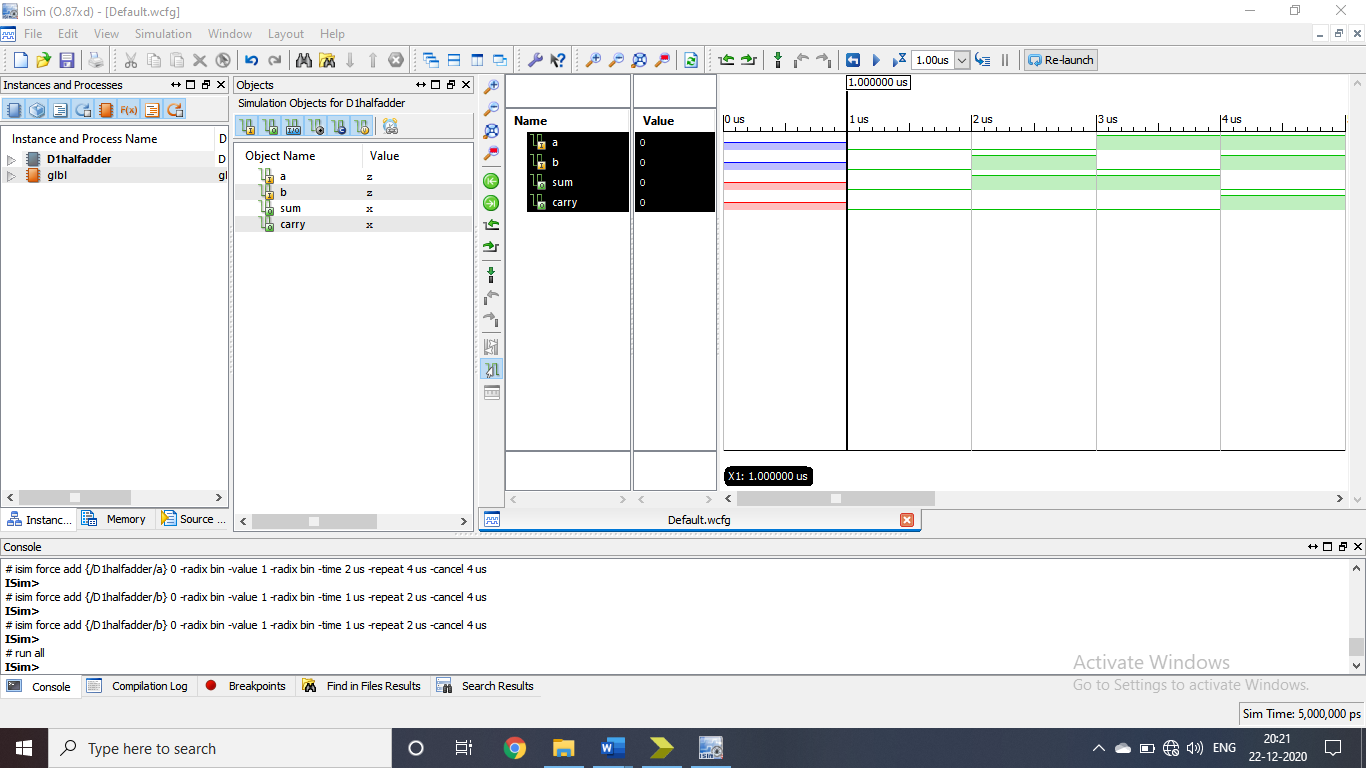 ISim (O.87xd) - [Default.wcfg]
File Edit View Simulation Window Layout Help
1.00us Re-launch
Instances and Processes
Instance and Process Name D
D1halfadder D
glbl gl
Instanc... Memory Source ...
Objects
Simulation Objects for D1halfadder
Object Name Value
a z
b z
sum x
carry x
Name Value
a 0
b 0
sum 0
carry 0
1.000000 us
0 us 1 us 2 us 3 us 4 us
X1: 1.000000 us
Default.wcfg
Console
# isim force add {/D1halfadder/a} 0 -radix bin -value 1 -radix bin -time 2 us -repeat 4 us -cancel 4 us
ISim>
# isim force add {/D1halfadder/b} 0 -radix bin -value 1 -radix bin -time 1 us -repeat 2 us -cancel 4 us
ISim>
# isim force add {/D1halfadder/b} 0 -radix bin -value 1 -radix bin -time 1 us -repeat 2 us -cancel 4 us
ISim>
# run all
ISim>
Activate Windows
Go to Settings to activate Windows.
Console Compilation Log Breakpoints Find in Files Results Search Results
Sim Time: 5,000,000 ps
Type here to search
ENG
20:21
22-12-2020